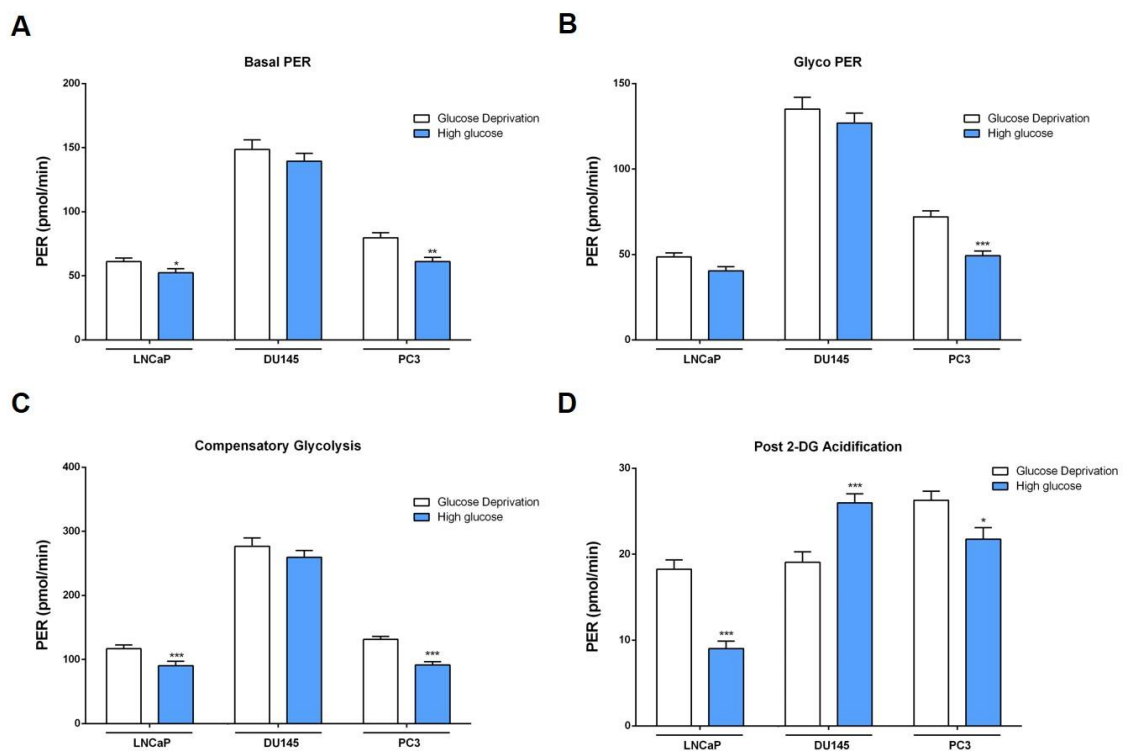 A
Basal PER
PER (pmol/min)
200
150
100
50
0
Glucose Deprivation
High glucose
*
**
LNCaP
DU145
PC3
B
Glyco PER
PER (pmol/min)
150
100
50
0
Glucose Deprivation
High glucose
***
LNCaP
DU145
PC3
C
Compensatory Glycolysis
PER (pmol/min)
400
300
200
100
0
Glucose Deprivation
High glucose
***
***
LNCaP
DU145
PC3
D
Post 2-DG Acidification
PER (pmol/min)
30
20
10
0
Glucose Deprivation
High glucose
***
***
*
LNCaP
DU145
PC3